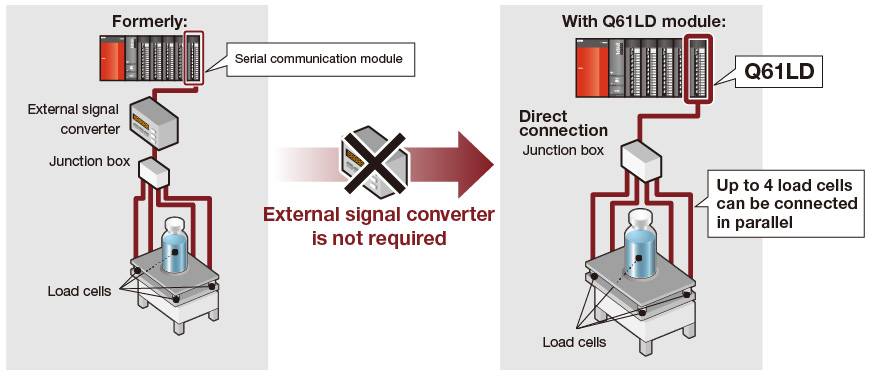 Formerly:
Serial communication module
External signal
converter
Junction box
Load cells
External signal converter
is not required
With Q61LD module:
Q61LD
Direct
connection
Junction box
Up to 4 load cells
can be connected
in parallel
Load cells